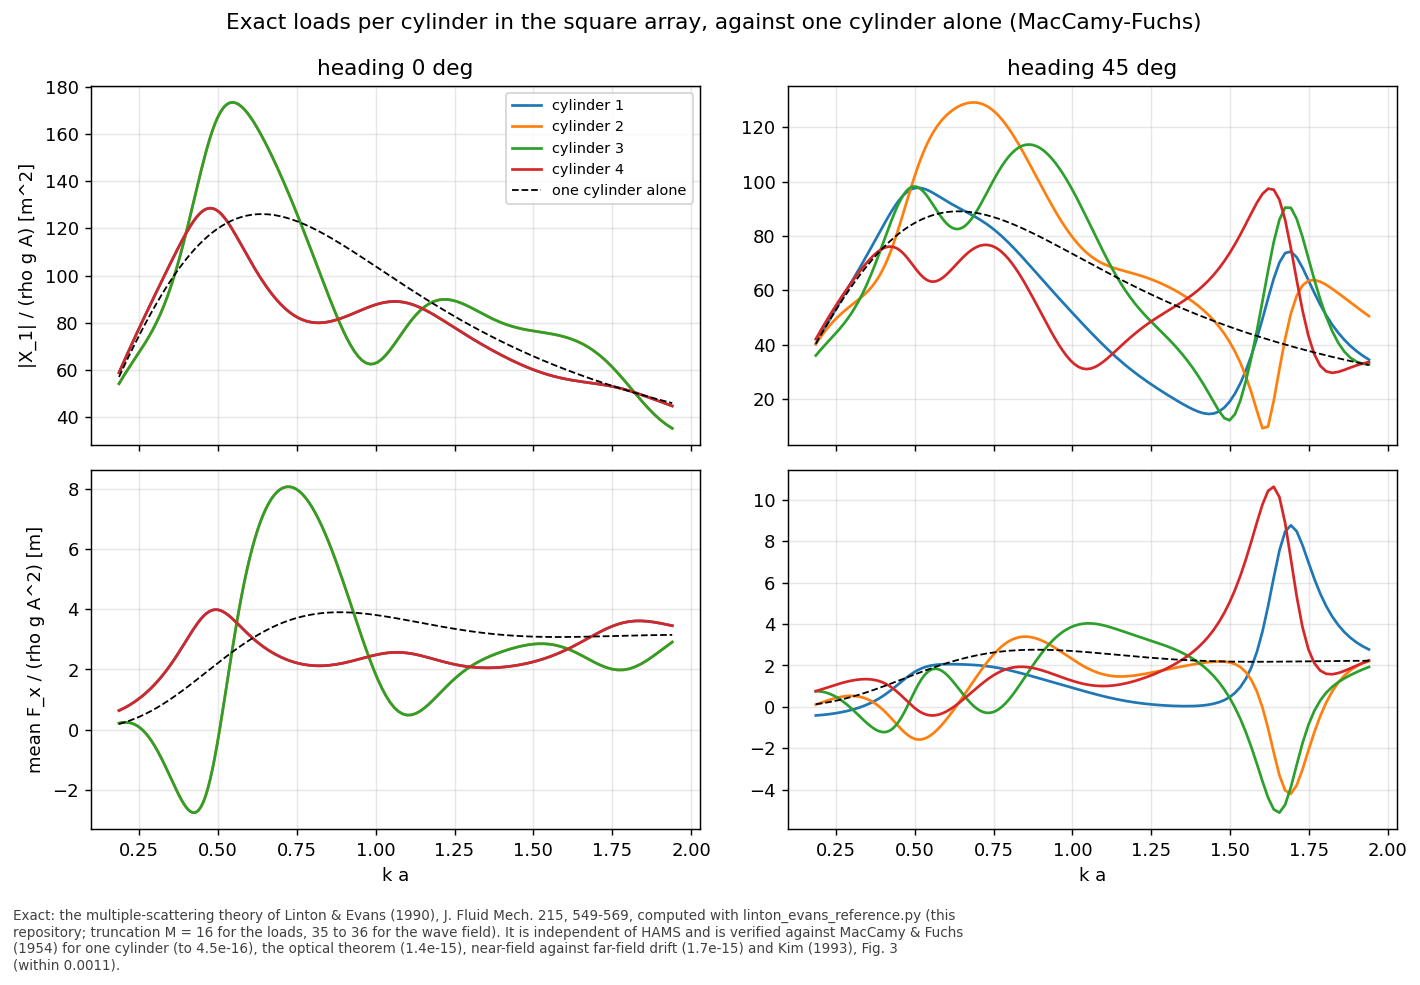 Exact loads per cylinder in the square array, against one cylinder alone (MacCamy-Fuchs)
heading 0 deg
heading 45 deg
|X_1| / (rho g A) [m^2]
180
160
140
120
100
80
60
40
cylinder 1
cylinder 2
cylinder 3
cylinder 4
one cylinder alone
120
100
80
60
40
20
mean F_x / (rho g A^2) [m]
8
6
4
2
0
−2
0.25 0.50 0.75 1.00 1.25 1.50 1.75 2.00
k a
10
8
6
4
2
0
−2
−4
0.25 0.50 0.75 1.00 1.25 1.50 1.75 2.00
k a
Exact: the multiple-scattering theory of Linton & Evans (1990), J. Fluid Mech. 215, 549-569, computed with linton_evans_reference.py (this
repository; truncation M = 16 for the loads, 35 to 36 for the wave field). It is independent of HAMS and is verified against MacCamy & Fuchs
(1954) for one cylinder (to 4.5e-16), the optical theorem (1.4e-15), near-field against far-field drift (1.7e-15) and Kim (1993), Fig. 3
(within 0.0011).